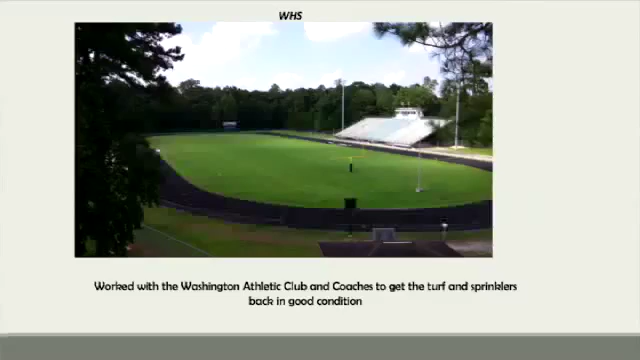 WHS
Worked with the Washington Athletic Club and Coaches to get the turf and sprinklers
back in good condition